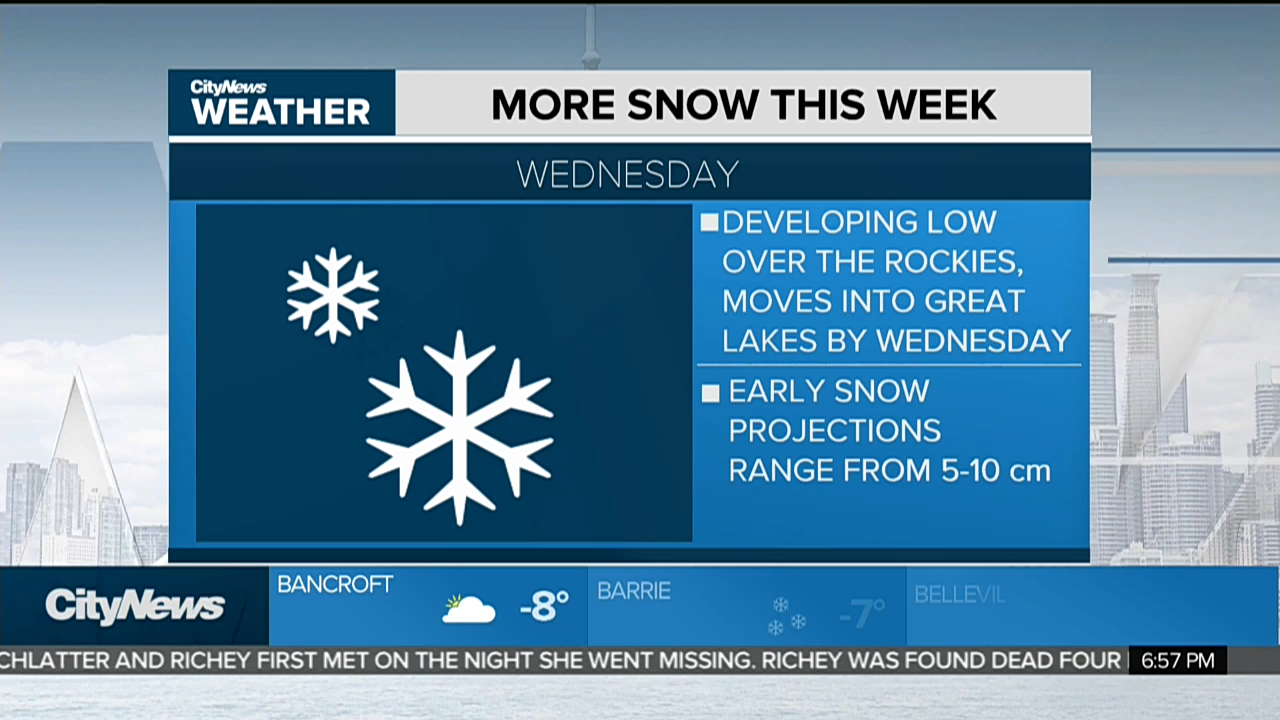 CityNews
WEATHER
MORE SNOW THIS WEEK
WEDNESDAY
DEVELOPING LOW
OVER THE ROCKIES,
MOVES INTO GREAT
LAKES BY WEDNESDAY
EARLY SNOW
PROJECTIONS
RANGE FROM 5-10 cm
CityNews
BANCROFT
-8°
BARRIE
-7°
BELLEVIL
CHLATTER AND RICHEY FIRST MET ON THE NIGHT SHE WENT MISSING. RICHEY WAS FOUND DEAD FOUR
6:57 PM